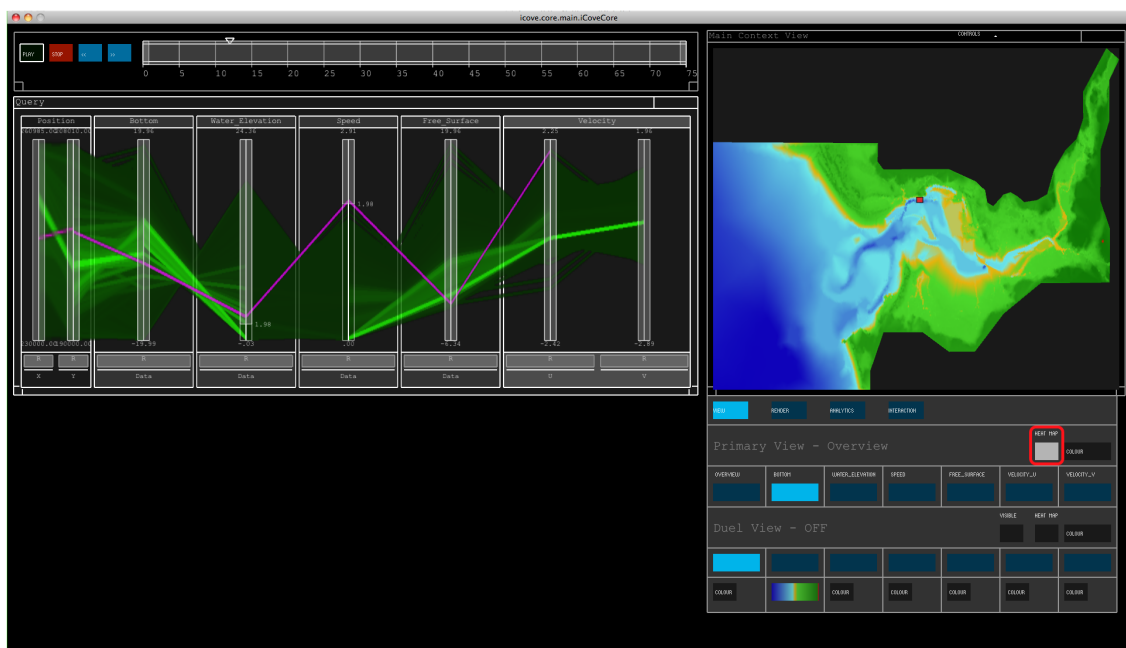 icove.core.main.iCoveCore
PLAY STOP << >>
0 5 10 15 20 25 30 35 40 45 50 55 60 65 70 75
Query
Position Bottom Water_Elevation Speed Free_Surface Velocity
19.96 24.36 2.91 19.96 2.25 1.96
1.98
1.98
-19.99 -.03 .00 -6.34 -2.42 -2.89
R R R R R R R R
X Y Data Data Data Data U V
Main Context View CONTROLS -
VIEW RENDER ANALYTICS INTERACTION
HEAT MAP
Primary View - Overview COLOUR
OVERVIEW BOTTOM WATER_ELEVATION SPEED FREE_SURFACE VELOCITY_U VELOCITY_V
VISIBLE HEAT MAP
Duel View - OFF COLOUR
COLOUR COLOUR COLOUR COLOUR COLOUR COLOUR